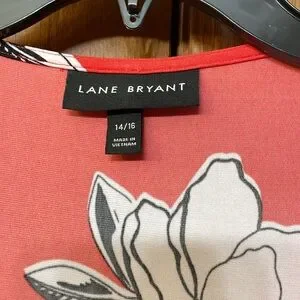 LANE BRYANT
14/16
MADE IN
VIETNAM